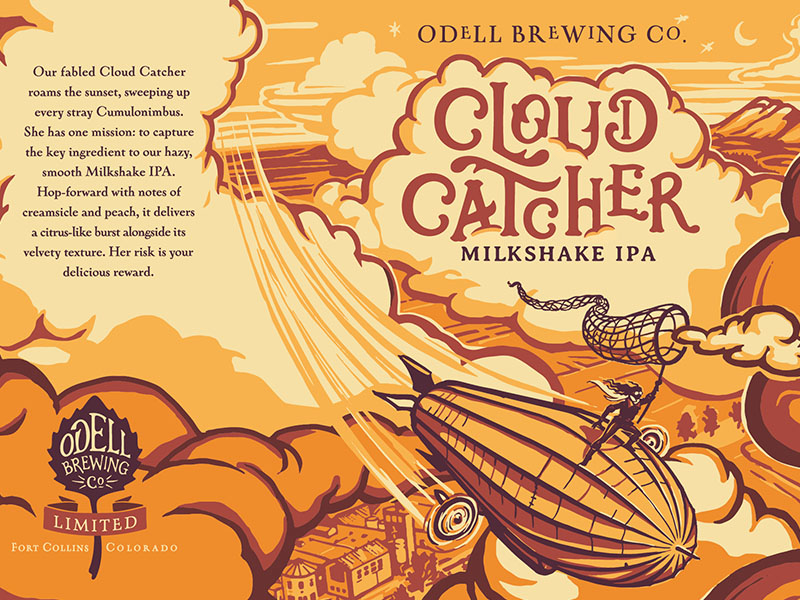 Our fabled Cloud Catcher
roams the sunset, sweeping up
every stray Cumulonimbus.
She has one mission: to capture
the key ingredient to our hazy,
smooth Milkshake IPA.
Hop-forward with notes of
creamsicle and peach, it delivers
a citrus-like burst alongside its
velvety texture. Her risk is your
delicious reward.
ODELL
BREWING
CO
LIMITED
FORT COLLINS COLORADO
ODELL BREWING CO.
CLOUD
CATCHER
MILKSHAKE IPA